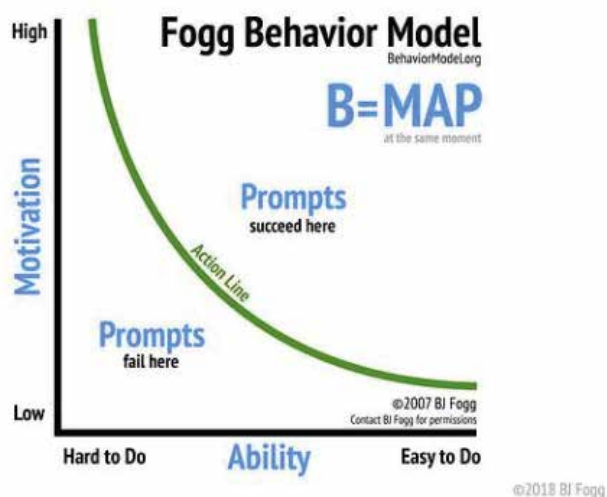 High
Fogg Behavior Model
BehaviorModel.org
B=MAP
at the same moment
Motivation
Prompts
succeed here
Action Line
Prompts
fail here
Low
©2007 BJ Fogg
Contact BJ Fogg for permissions
Hard to Do
Ability
Easy to Do
©2018 BJ Fogg